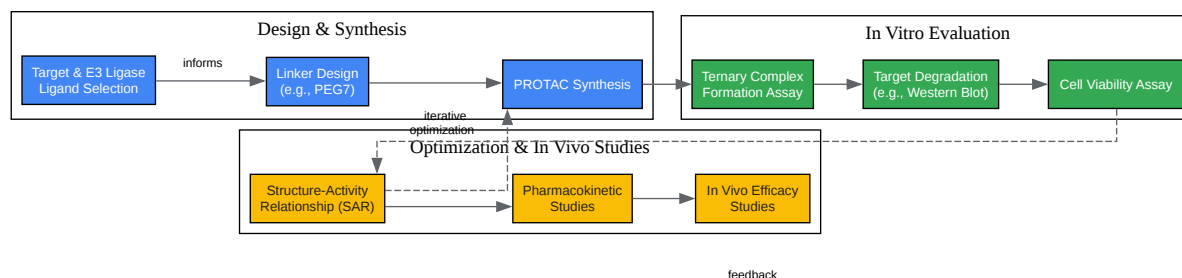 Design & Synthesis
Target & E3 Ligase
Ligand Selection
informs
Linker Design
(e.g., PEG7)
PROTAC Synthesis
In Vitro Evaluation
Ternary Complex
Formation Assay
Target Degradation
(e.g., Western Blot)
Cell Viability Assay
iterative
optimization
Optimization & In Vivo Studies
Structure-Activity
Relationship (SAR)
Pharmacokinetic
Studies
In Vivo Efficacy
Studies
feedback